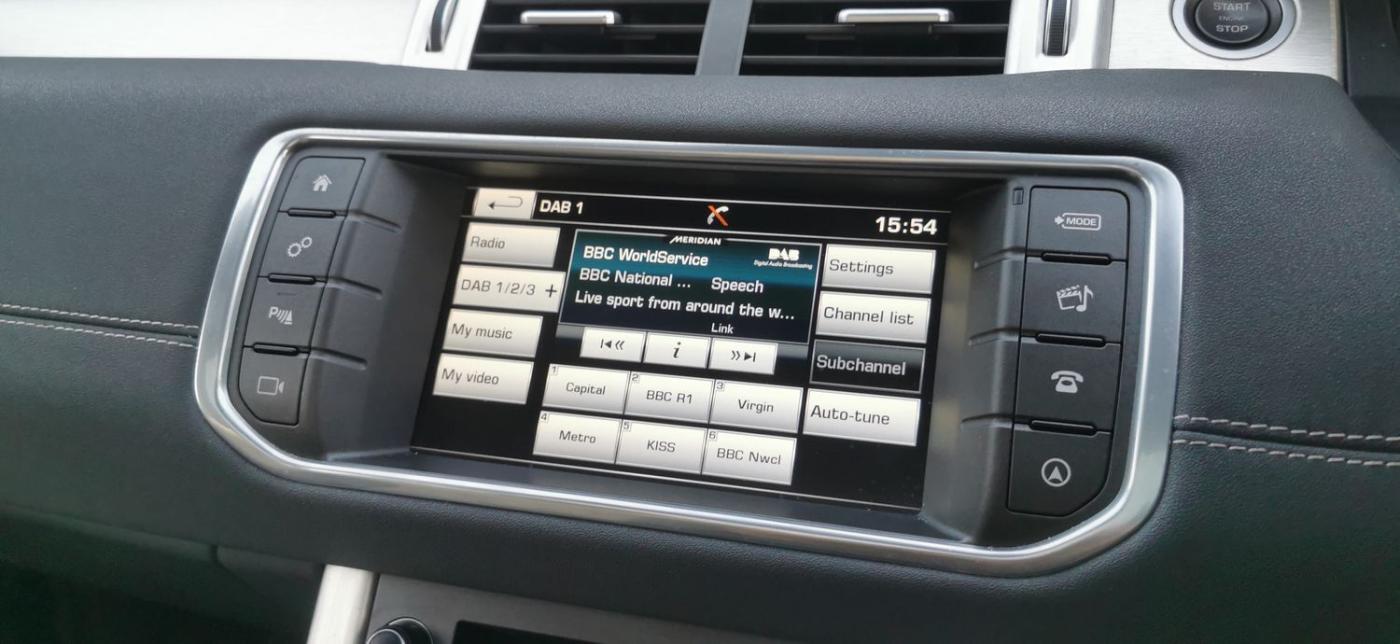 START
ENGINE
STOP
MODE
DAB 1
15:54
MERIDIAN
DAB
Digital Audio Broadcasting
BBC WorldService
BBC National ... Speech
Live sport from around the w...
Link
Radio
DAB 1/2/3 +
My music
My video
Settings
Channel list
Subchannel
Auto-tune
i
1 Capital
2 BBC R1
3 Virgin
4 Metro
5 KISS
6 BBC Nwcl
P